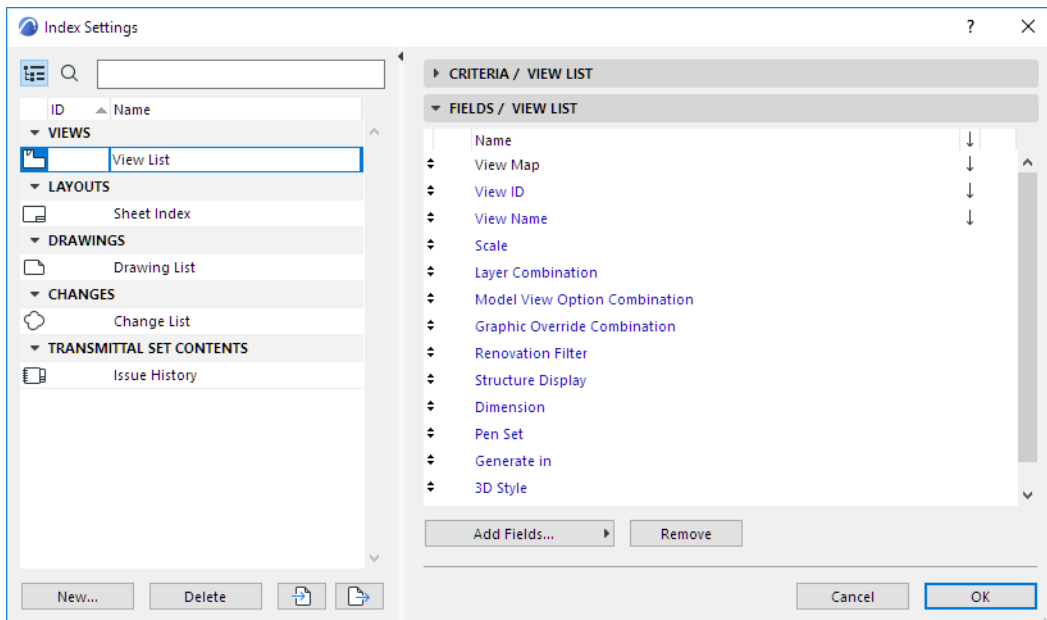 Index Settings
?
ID Name
VIEWS
View List
LAYOUTS
Sheet Index
DRAWINGS
Drawing List
CHANGES
Change List
TRANSMITTAL SET CONTENTS
Issue History
New... Delete
CRITERIA / VIEW LIST
FIELDS / VIEW LIST
Name
View Map
View ID
View Name
Scale
Layer Combination
Model View Option Combination
Graphic Override Combination
Renovation Filter
Structure Display
Dimension
Pen Set
Generate in
3D Style
Add Fields... Remove
Cancel OK